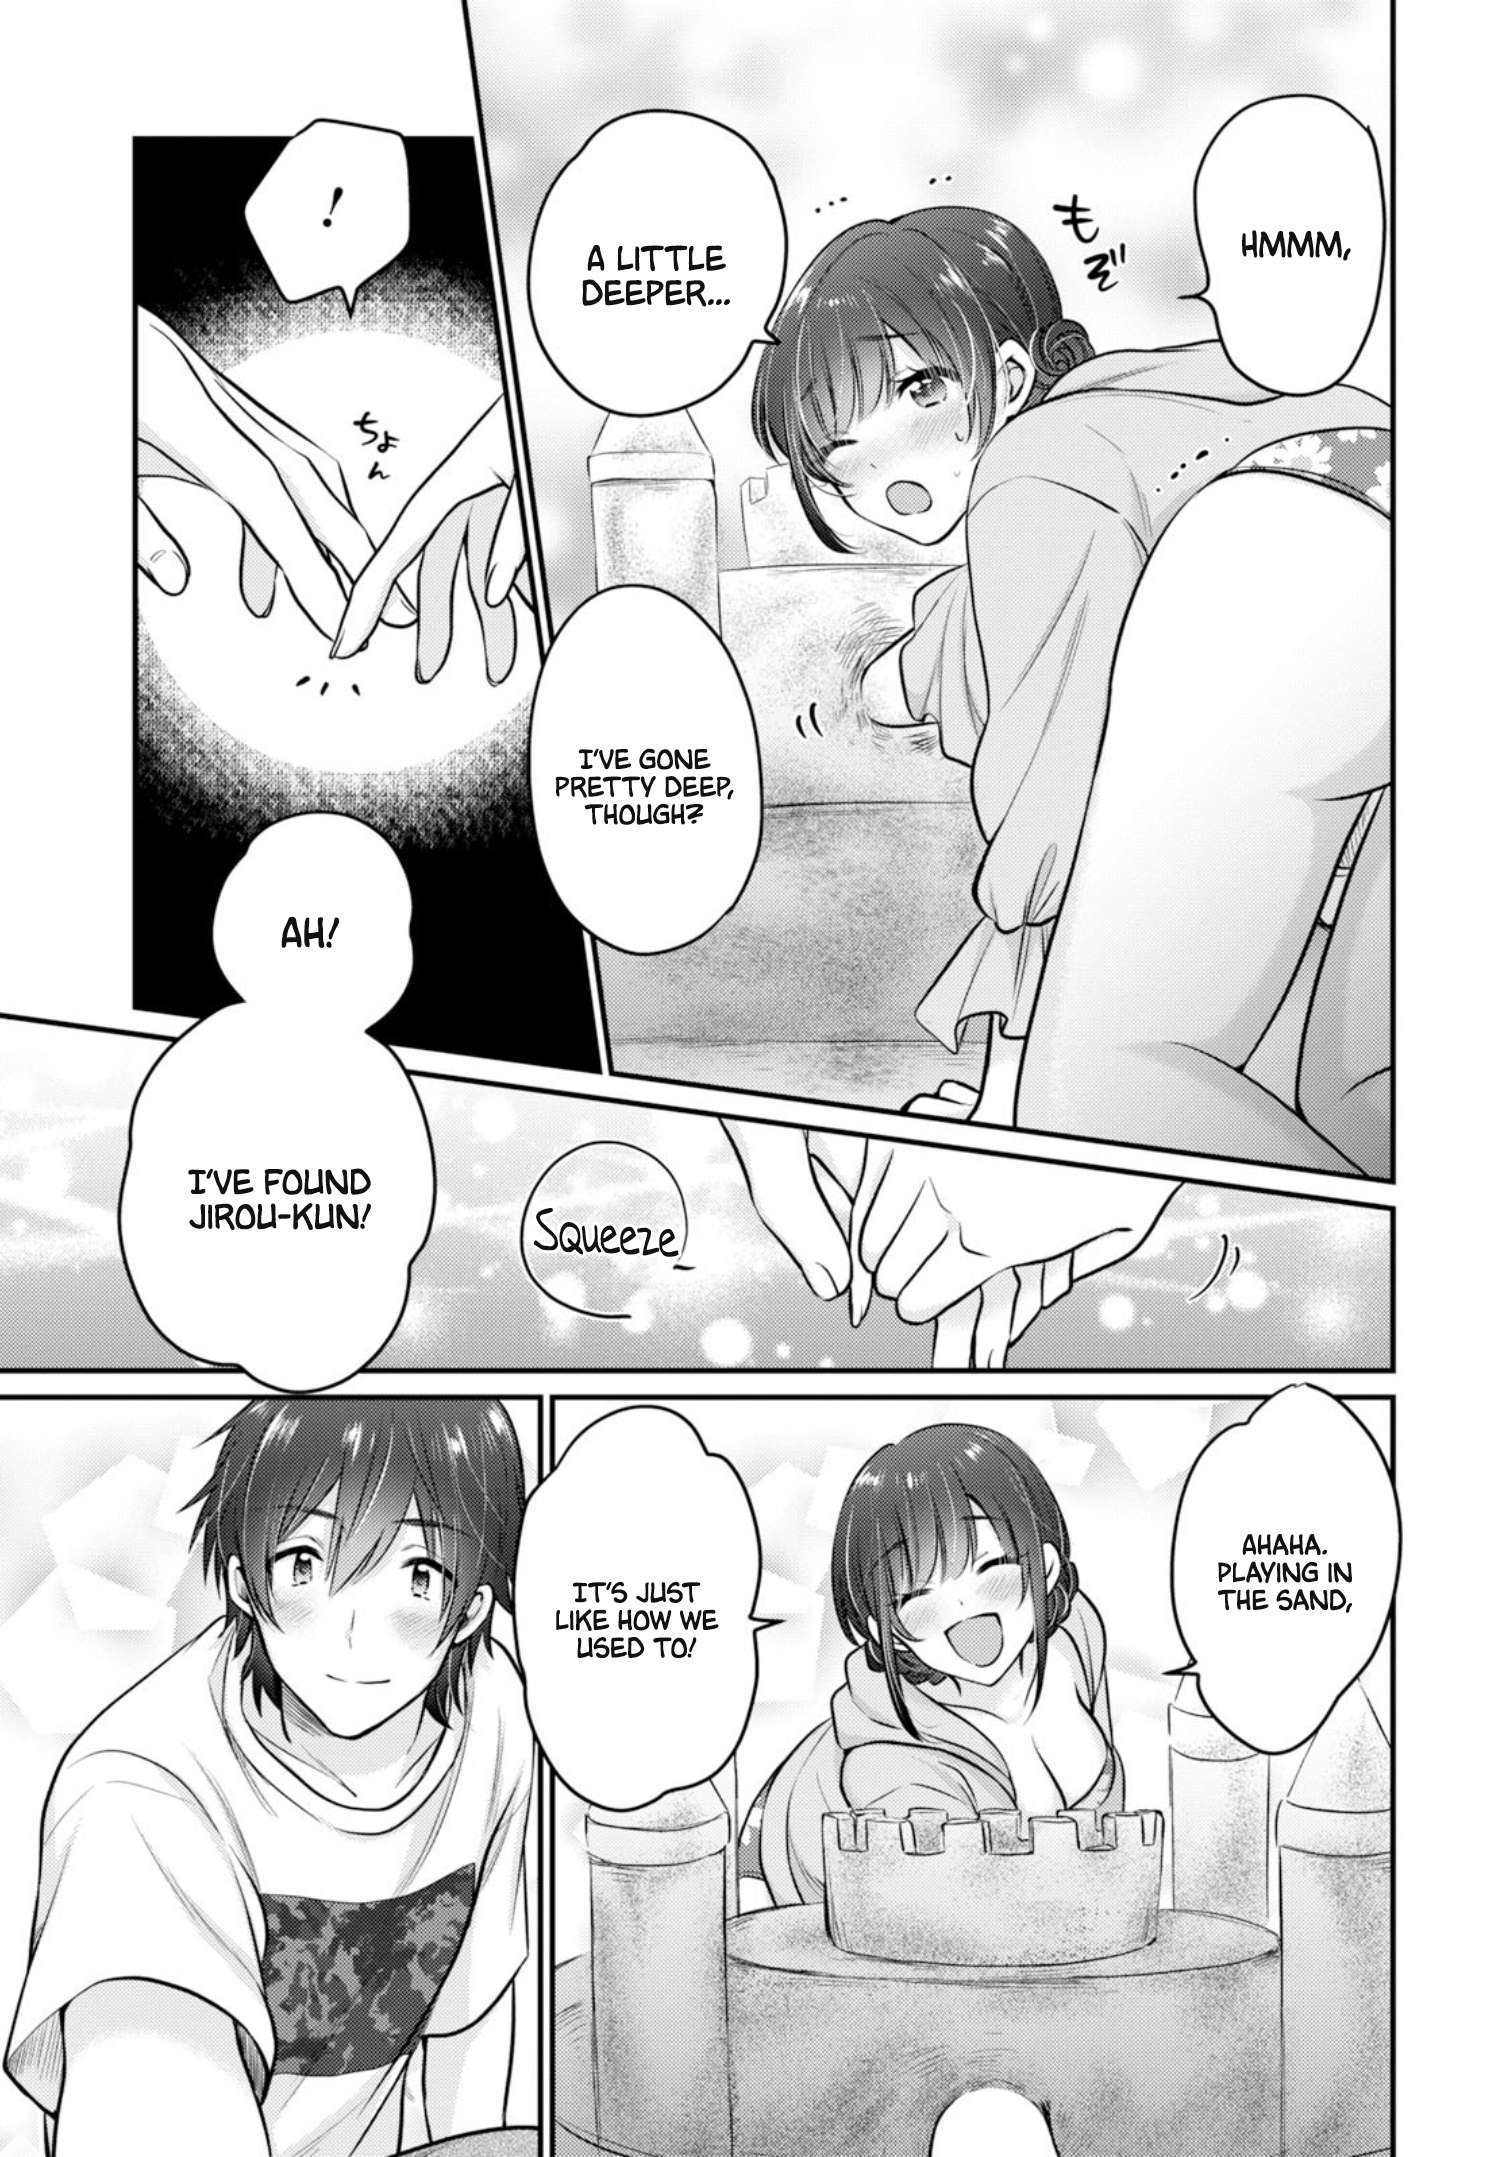 HMMM,
もぞ
A LITTLE
DEEPER...
I'VE GONE
PRETTY DEEP,
THOUGH?
!
ちょん
AH!
I'VE FOUND
JIROU-KUN!
Squeeze
AHAHA.
PLAYING IN
THE SAND,
IT'S JUST
LIKE HOW WE
USED TO!